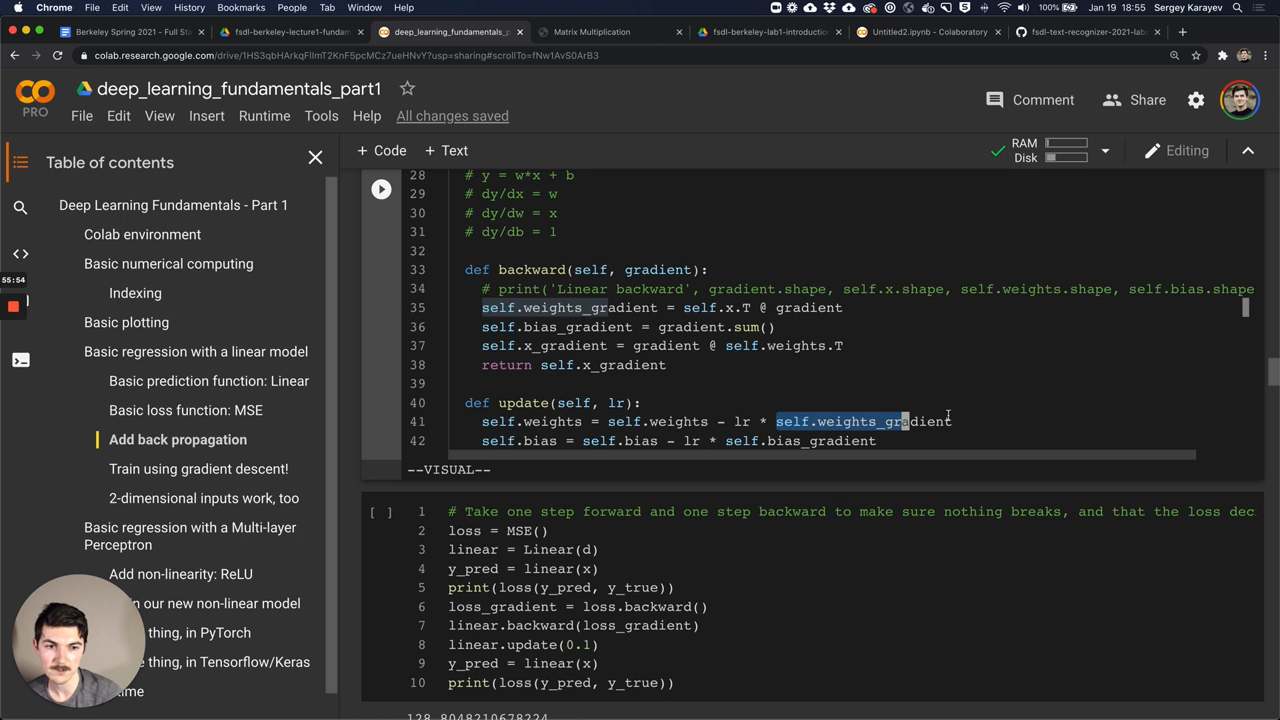 Chrome File Edit View History Bookmarks People Tab Window Help 100% Jan 19 18:55 Sergey Karayev
Berkeley Spring 2021 - Full St fsdl-berkeley-lecture1-fundam deep_learning_fundamentals_p Matrix Multiplication fsdl-berkeley-lab1-introductio Untitled2.ipynb - Colaborator fsdl-text-recognizer-2021-lab
colab.research.google.com/drive/1HS3qbHArkqFIlmT2KnF5pcMCz7ueHNvY?usp=sharing#scrollTo=fNw1AvS0ArB3
deep_learning_fundamentals_part1
PRO
File Edit View Insert Runtime Tools Help All changes saved
Comment Share
Table of contents
+ Code + Text
RAM
Disk
Editing
Deep Learning Fundamentals - Part 1
Colab environment
Basic numerical computing
Indexing
Basic plotting
Basic regression with a linear model
Basic prediction function: Linear
Basic loss function: MSE
Add back propagation
Train using gradient descent!
2-dimensional inputs work, too
Basic regression with a Multi-layer
Perceptron
Add non-linearity: ReLU
n our new non-linear model
thing, in PyTorch
e thing, in Tensorflow/Keras
time
55:54
28 # y = w*x + b
29 # dy/dx = w
30 # dy/dw = x
31 # dy/db = 1
32
33 def backward(self, gradient):
34 # print('Linear backward', gradient.shape, self.x.shape, self.weights.shape, self.bias.shape
35 self.weights_gradient = self.x.T @ gradient
36 self.bias_gradient = gradient.sum()
37 self.x_gradient = gradient @ self.weights.T
38 return self.x_gradient
39
40 def update(self, lr):
41 self.weights = self.weights - lr * self.weights_gradient
42 self.bias = self.bias - lr * self.bias_gradient
--VISUAL--
[ ] 1 # Take one step forward and one step backward to make sure nothing breaks, and that the loss dec
2 loss = MSE()
3 linear = Linear(d)
4 y_pred = linear(x)
5 print(loss(y_pred, y_true))
6 loss_gradient = loss.backward()
7 linear.backward(loss_gradient)
8 linear.update(0.1)
9 y_pred = linear(x)
10 print(loss(y_pred, y_true))
128.8048210678224